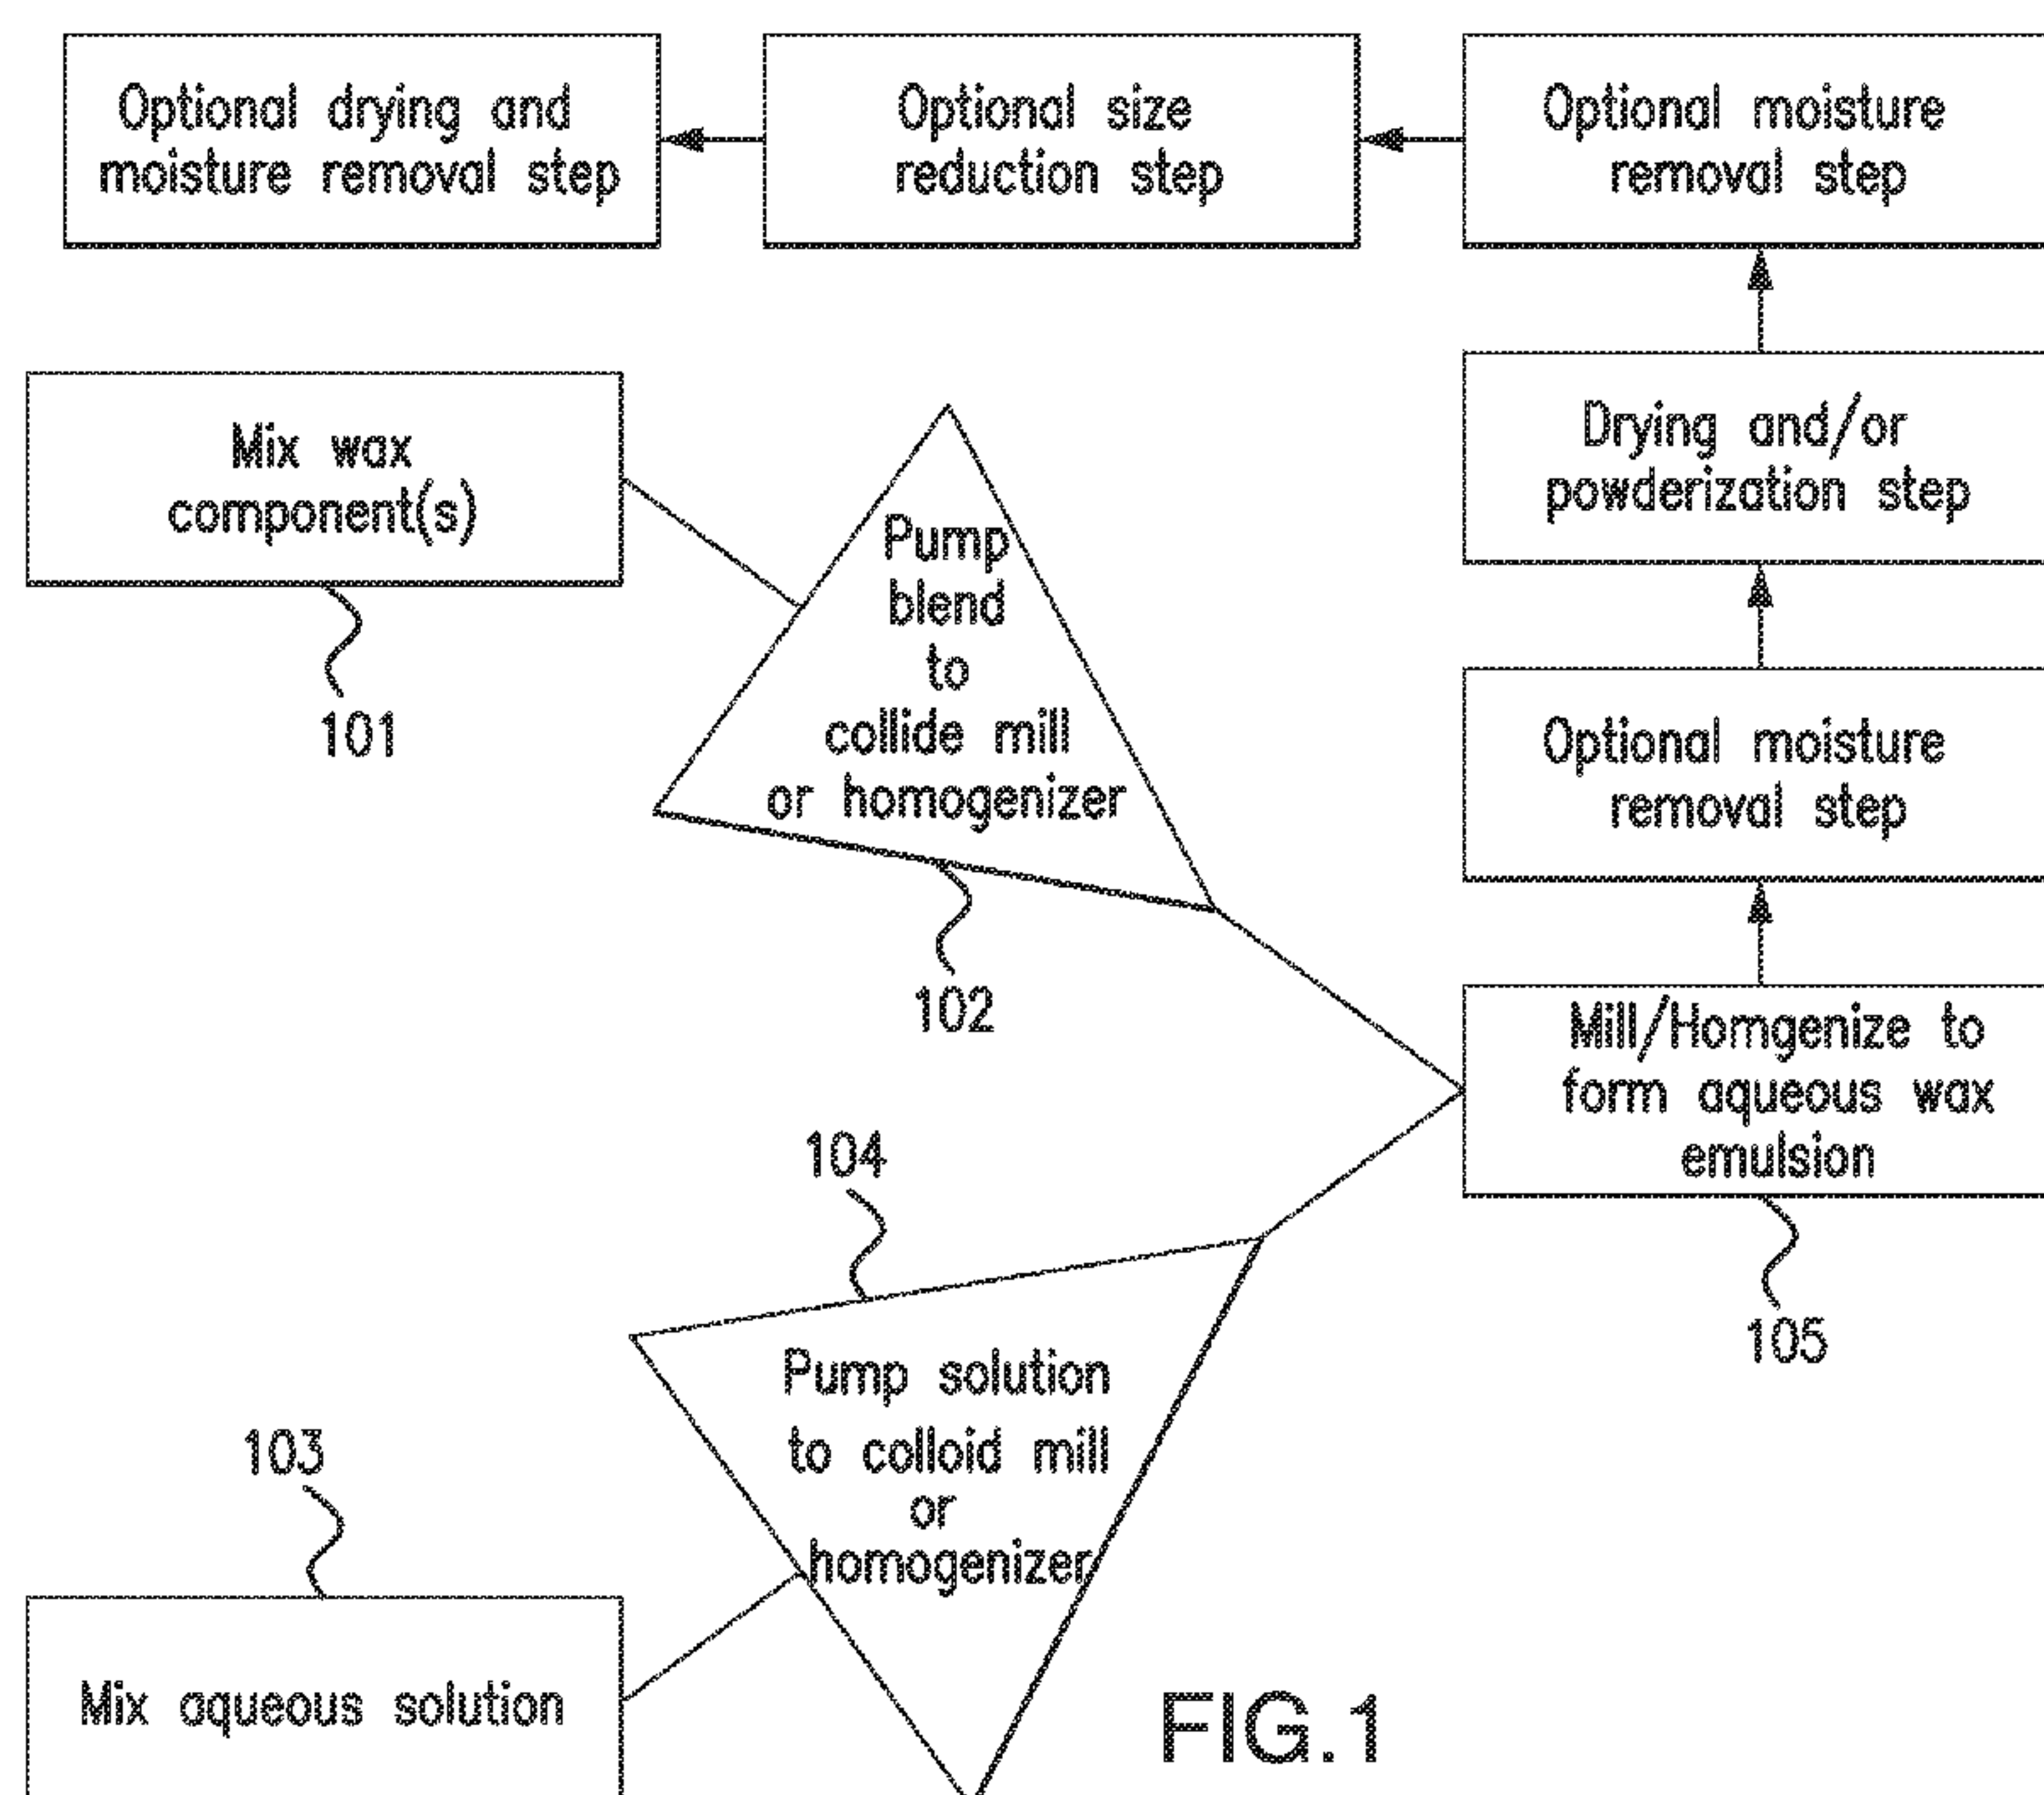 Optional drying and
moisture removal step
Optional size
reduction step
Optional moisture
removal step
Mix wax
component(s)
101
Pump
blend
to
collide mill
or homogenizer
102
Drying and/or
powderization step
Optional moisture
removal step
Mill/Homgenize to
form aqueous wax
emulsion
105
104
Pump solution
to colloid mill
or
homogenizer
103
Mix aqueous solution
FIG.1